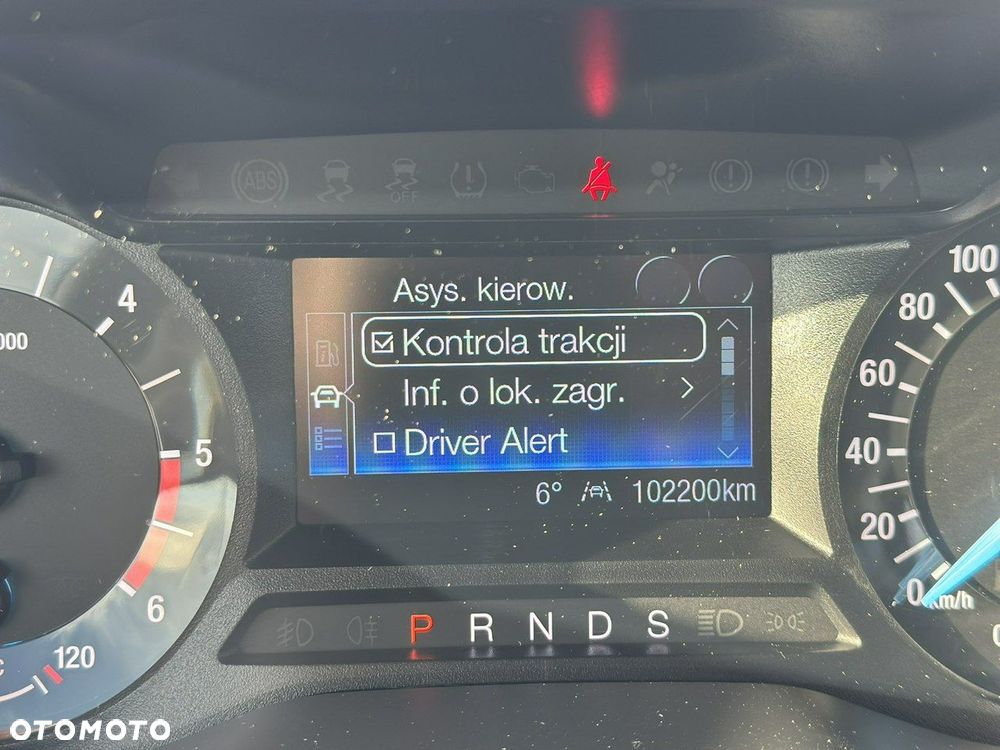 ABS
OFF
Asys. kierow.
Kontrola trakcji
Inf. o lok. zagr.
Driver Alert
6° 102200km
000
4
5
6
120
C
P R N D S
100
80
60
40
20
0
km/h
OTOMOTO